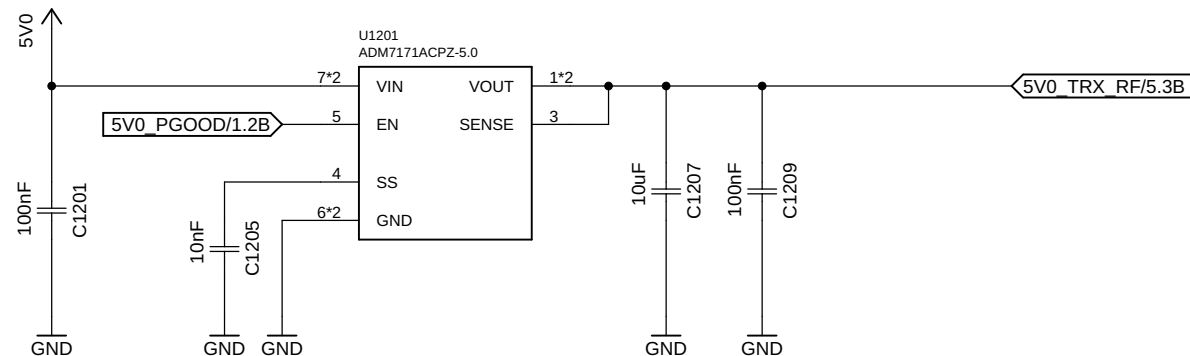 5V0
U1201
ADM7171ACPZ-5.0
7*2
VIN
VOUT
1*2
5V0_TRX_RF/5.3B
5V0_PGOOD/1.2B
5
EN
SENSE
3
4
SS
6*2
GND
100nF
C1201
10nF
C1205
10uF
C1207
100nF
C1209
GND
GND
GND
GND
GND